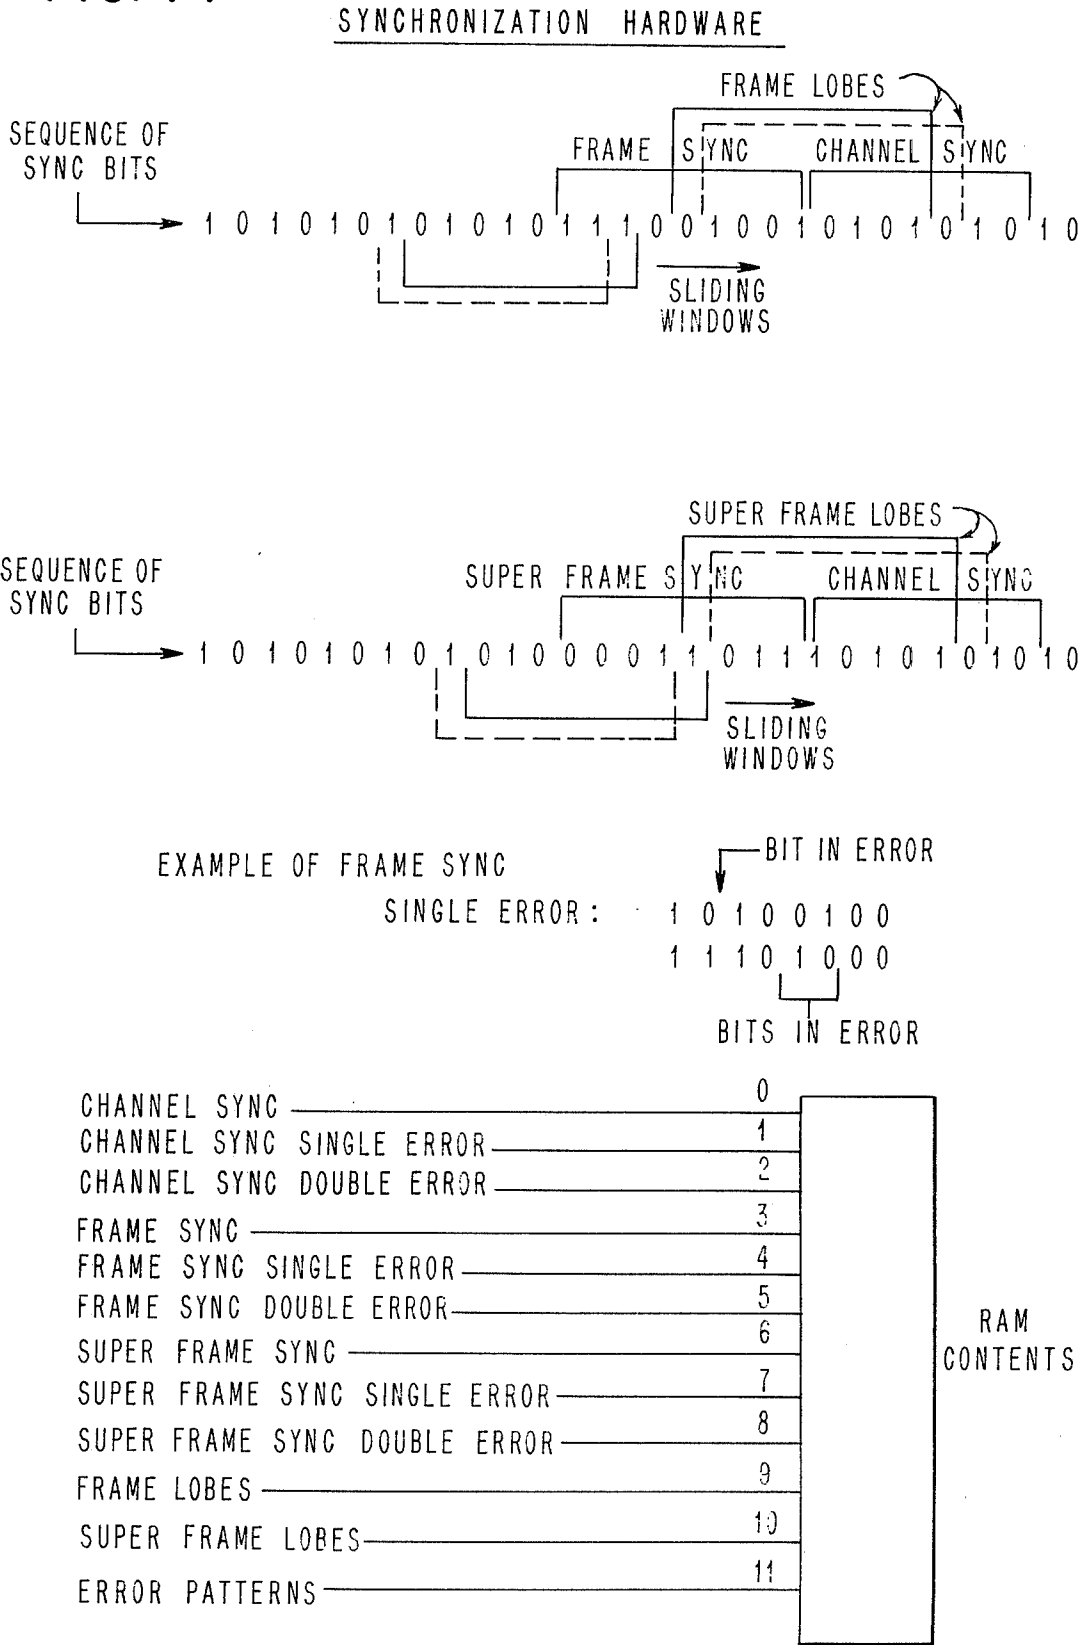 SYNCHRONIZATION HARDWARE
FRAME LOBES
SEQUENCE OF
SYNC BITS
FRAME SYNC
CHANNEL SYNC
1 0 1 0 1 0 1 0 1 0 1 0 1 1 1 0 0 1 0 0 1 0 1 0 1 0 1 0 1 0
SLIDING
WINDOWS
SUPER FRAME LOBES
SEQUENCE OF
SYNC BITS
SUPER FRAME SYNC
CHANNEL SYNC
1 0 1 0 1 0 1 0 1 0 1 0 0 0 0 1 1 0 1 1 1 0 1 0 1 0 1 0 1 0
SLIDING
WINDOWS
BIT IN ERROR
EXAMPLE OF FRAME SYNC
SINGLE ERROR: 1 0 1 0 0 1 0 0
1 1 1 0 1 0 0 0
BITS IN ERROR
CHANNEL SYNC 0
CHANNEL SYNC SINGLE ERROR 1
CHANNEL SYNC DOUBLE ERROR 2
FRAME SYNC 3
FRAME SYNC SINGLE ERROR 4
FRAME SYNC DOUBLE ERROR 5
SUPER FRAME SYNC 6
SUPER FRAME SYNC SINGLE ERROR 7
SUPER FRAME SYNC DOUBLE ERROR 8
FRAME LOBES 9
SUPER FRAME LOBES 10
ERROR PATTERNS 11
RAM
CONTENTS